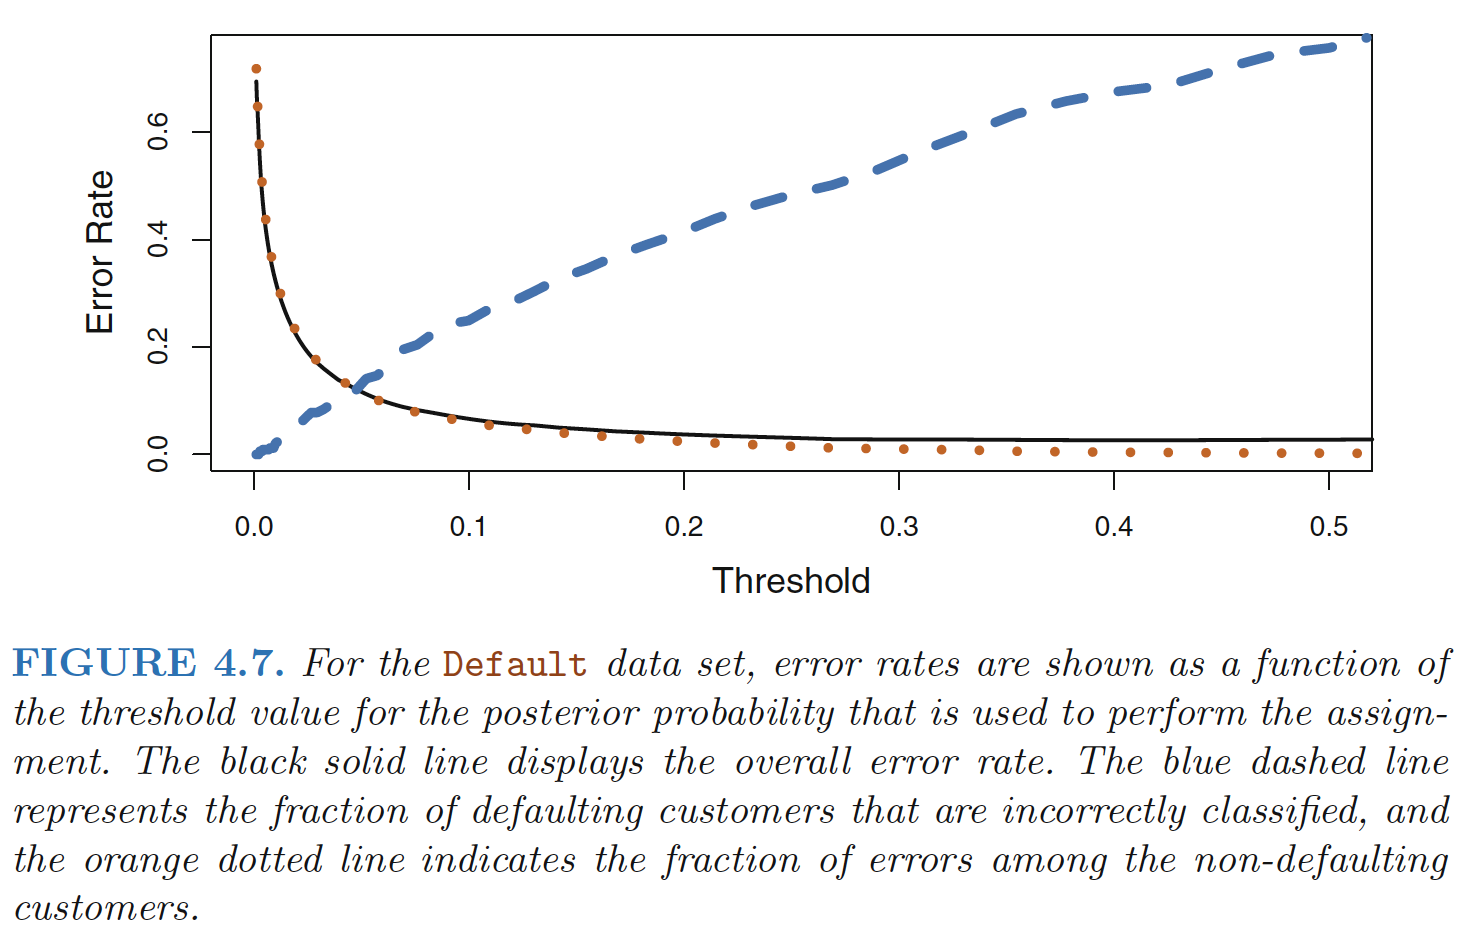 0.6
0.4
0.2
0.0
Error Rate
0.0 0.1 0.2 0.3 0.4 0.5
Threshold
FIGURE 4.7. For the Default data set, error rates are shown as a function of
the threshold value for the posterior probability that is used to perform the assign-
ment. The black solid line displays the overall error rate. The blue dashed line
represents the fraction of defaulting customers that are incorrectly classified, and
the orange dotted line indicates the fraction of errors among the non-defaulting
customers.